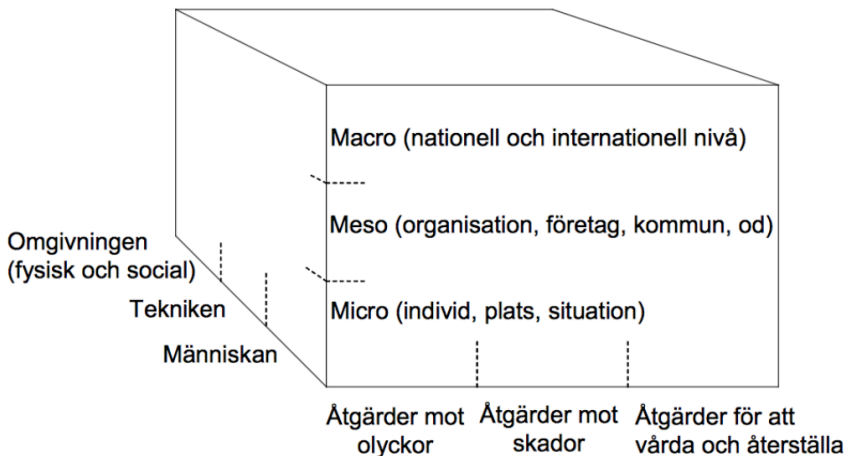 Macro (nationell och internationell nivå)
Meso (organisation, företag, kommun, od)
Micro (individ, plats, situation)
Omgivningen
(fysisk och social)
Tekniken
Människan
Åtgärder mot
olyckor
Åtgärder mot
skador
Åtgärder för att
vårda och återställa